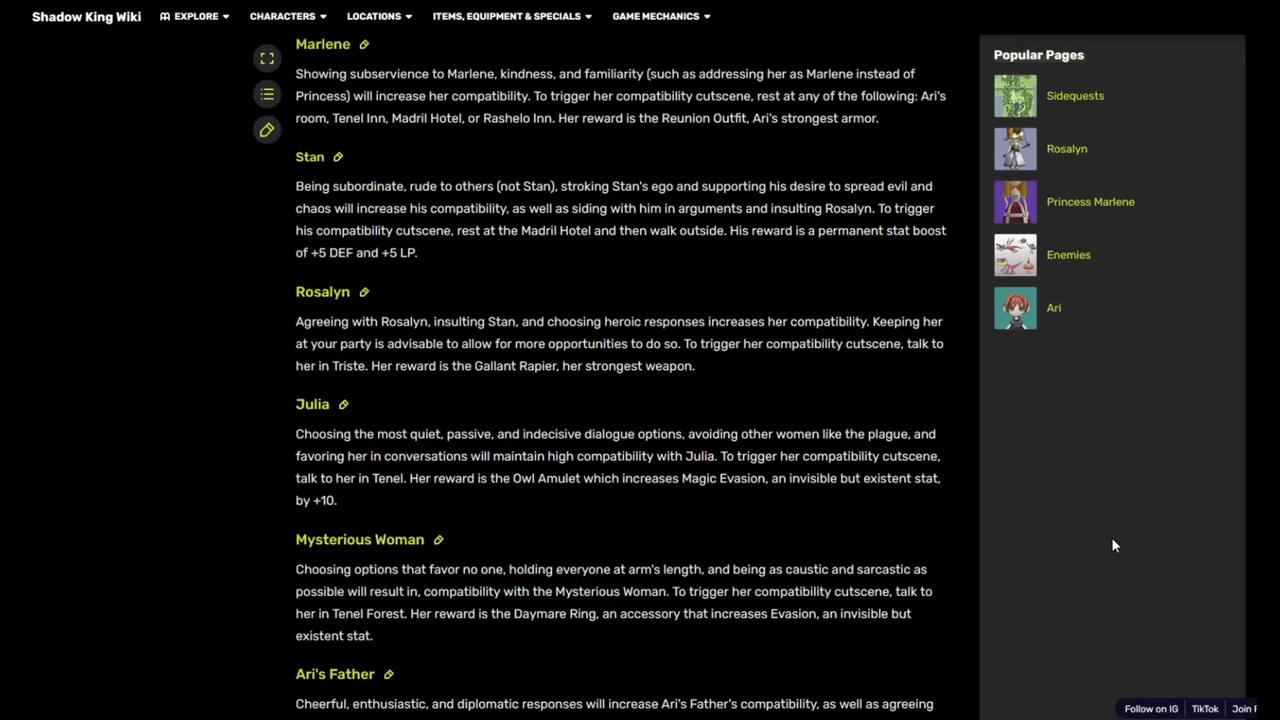 Shadow King Wiki EXPLORE CHARACTERS LOCATIONS ITEMS, EQUIPMENT & SPECIALS GAME MECHANICS
Marlene
Showing subservience to Marlene, kindness, and familiarity (such as addressing her as Marlene instead of
Princess) will increase her compatibility. To trigger her compatibility cutscene, rest at any of the following: Ari's
room, Tenel Inn, Madril Hotel, or Rashelo Inn. Her reward is the Reunion Outfit, Ari's strongest armor.
Stan
Being subordinate, rude to others (not Stan), stroking Stan's ego and supporting his desire to spread evil and
chaos will increase his compatibility, as well as siding with him in arguments and insulting Rosalyn. To trigger
his compatibility cutscene, rest at the Madril Hotel and then walk outside. His reward is a permanent stat boost
of +5 DEF and +5 LP.
Rosalyn
Agreeing with Rosalyn, insulting Stan, and choosing heroic responses increases her compatibility. Keeping her
at your party is advisable to allow for more opportunities to do so. To trigger her compatibility cutscene, talk to
her in Triste. Her reward is the Gallant Rapier, her strongest weapon.
Julia
Choosing the most quiet, passive, and indecisive dialogue options, avoiding other women like the plague, and
favoring her in conversations will maintain high compatibility with Julia. To trigger her compatibility cutscene,
talk to her in Tenel. Her reward is the Owl Amulet which increases Magic Evasion, an invisible but existent stat,
by +10.
Mysterious Woman
Choosing options that favor no one, holding everyone at arm's length, and being as caustic and sarcastic as
possible will result in, compatibility with the Mysterious Woman. To trigger her compatibility cutscene, talk to
her in Tenel Forest. Her reward is the Daymare Ring, an accessory that increases Evasion, an invisible but
existent stat.
Ari's Father
Cheerful, enthusiastic, and diplomatic responses will increase Ari's Father's compatibility, as well as agreeing
Popular Pages
Sidequests
Rosalyn
Princess Marlene
Enemies
Ari
Follow on IG TikTok Join